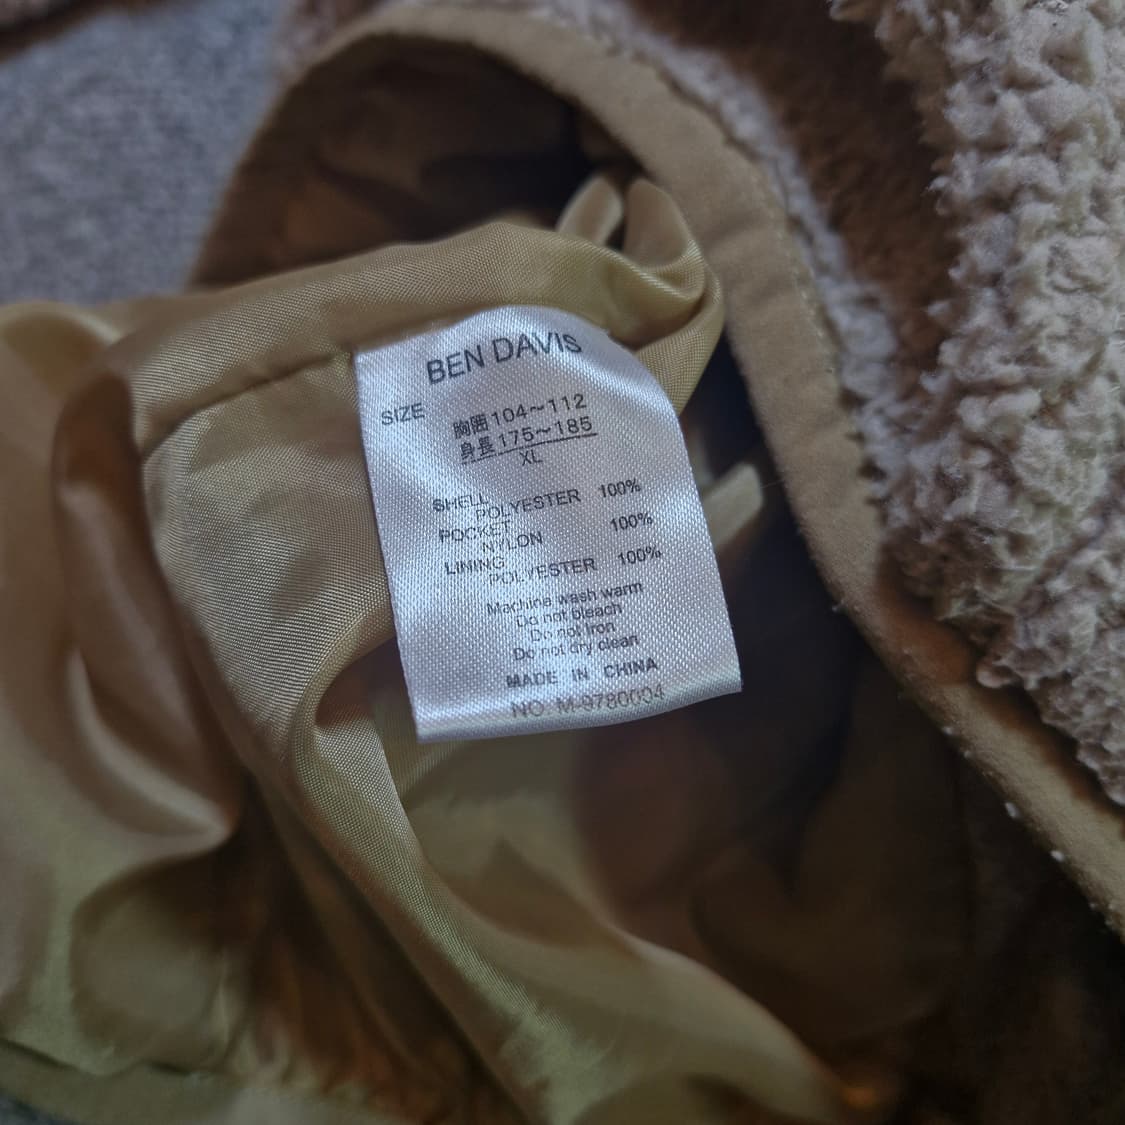 BEN DAVIS
SIZE 胸囲104~112
身長175~185
XL
SHELL
POLYESTER 100%
POCKET
NYLON 100%
LINING
POLYESTER 100%
Machine wash warm
Do not bleach
Do not Iron
Do not dry clean
MADE IN CHINA
NO. M-9780004